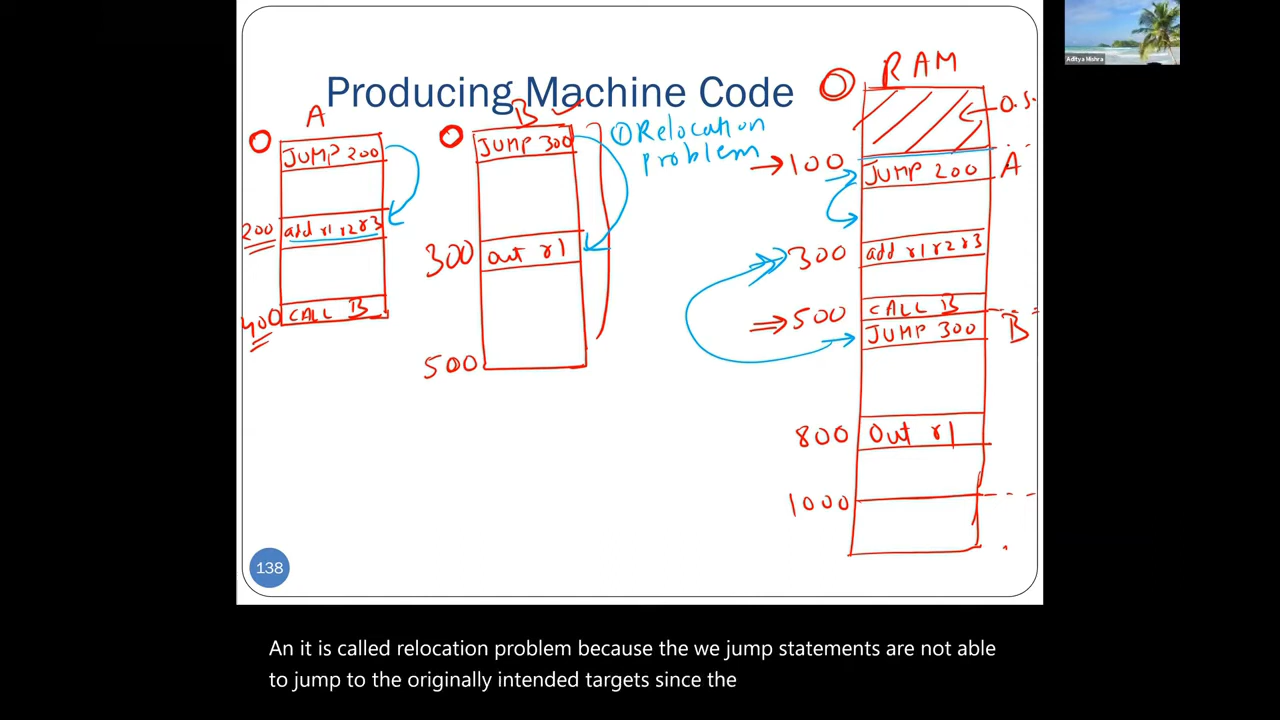 Aditya Mishra
Producing Machine Code
RAM
O.S.
A
B
① Relocation
problem
JUMP 200
200 add r1 r2 r3
400 CALL B
JUMP 300
300 Out r1
500
0
0
0
100 JUMP 200 A
300 add r1 r2 r3
500 CALL B
JUMP 300 B
800 Out r1
1000
138
An it is called relocation problem because the we jump statements are not able
to jump to the originally intended targets since the